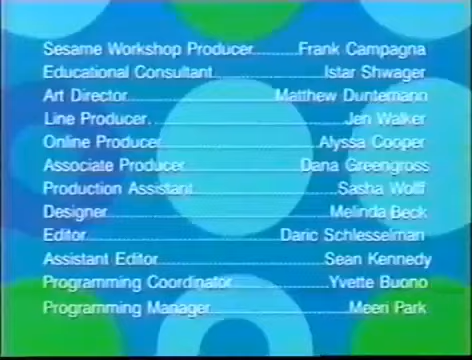 Sesame Workshop Producer..........Frank Campagna
Educational Consultant..........Istar Shwager
Art Director..........Matthew Duntemann
Line Producer..........Jen Walker
Online Producer..........Alyssa Cooper
Associate Producer..........Dana Greengross
Production Assistant..........Sasha Wolff
Designer..........Melinda Beck
Editor..........Daric Schlesselman
Assistant Editor..........Sean Kennedy
Programming Coordinator..........Yvette Buono
Programming Manager..........Meeri Park